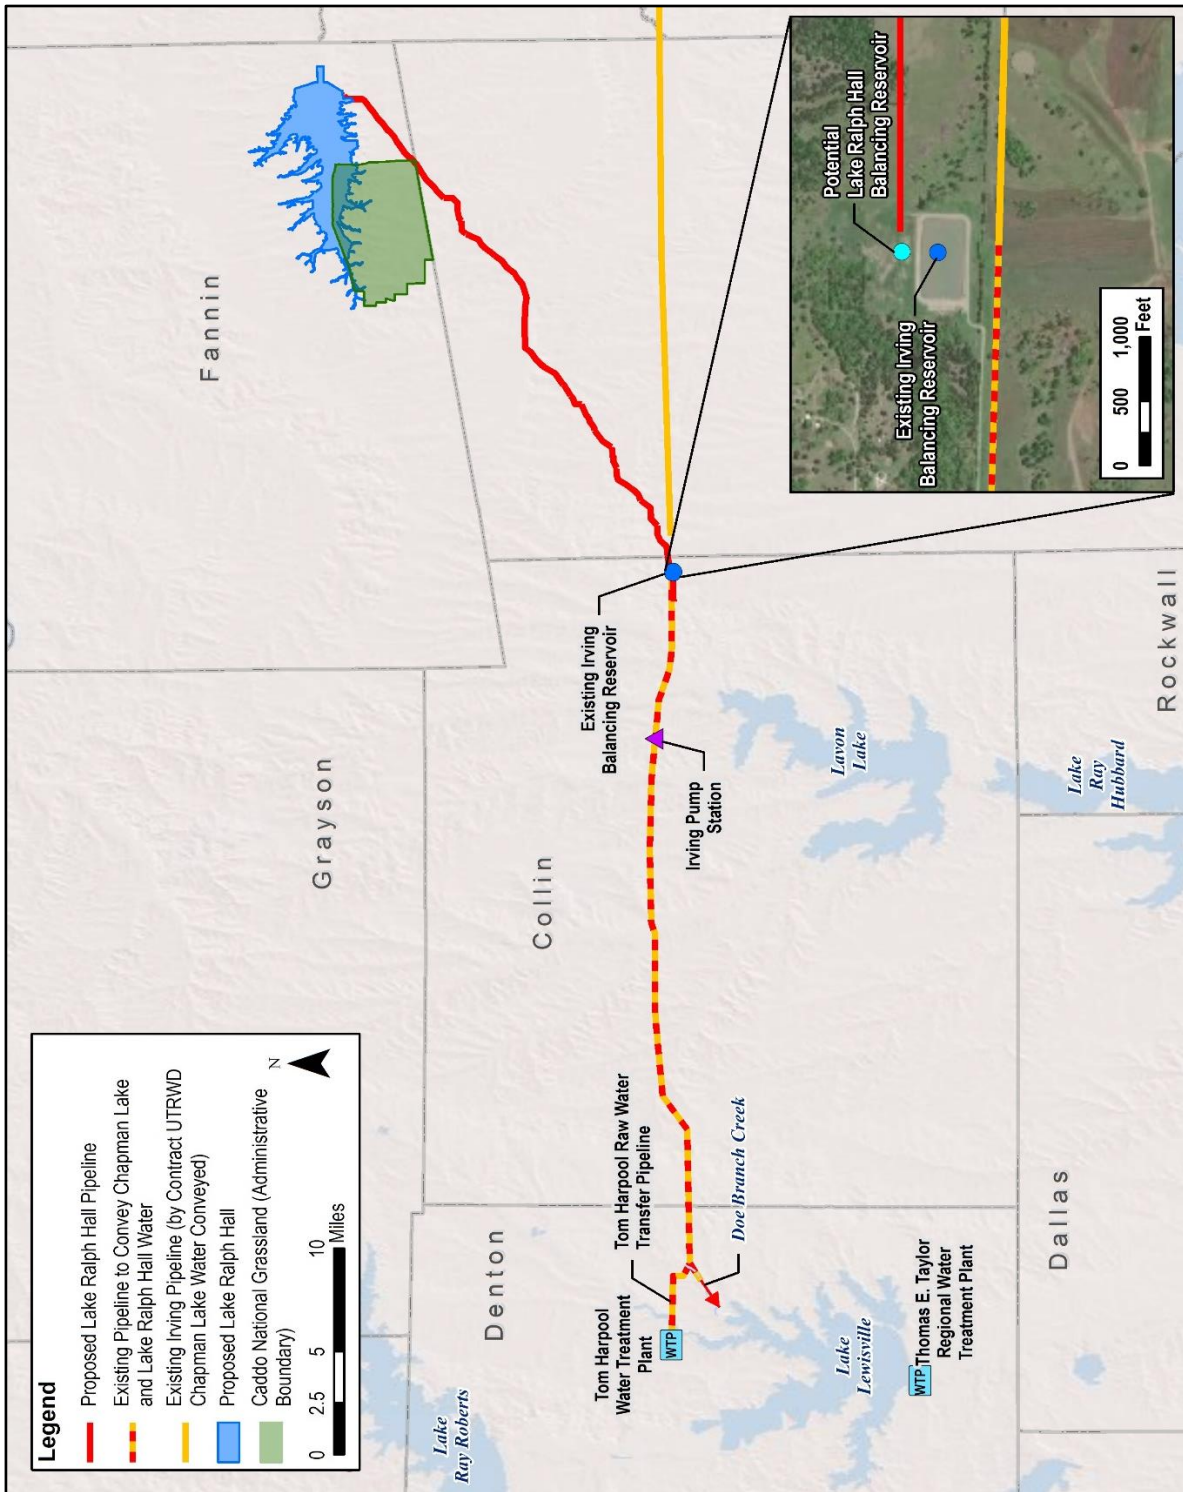 Legend
Proposed Lake Ralph Hall Pipeline
Existing Pipeline to Convey Chapman Lake
and Lake Ralph Hall Water
Existing Irving Pipeline (by Contract UTRWD
Chapman Lake Water Conveyed)
Proposed Lake Ralph Hall
Caddo National Grassland (Administrative
Boundary)
N
0 2.5 5 10
Miles
Lake
Ray Roberts
Grayson
Fannin
Denton
Collin
Tom Harpool
Water Treatment
Plant
WTP
Tom Harpool Raw Water
Transfer Pipeline
Doe Branch Creek
Irving Pump
Station
Existing Irving
Balancing Reservoir
Lake
Lewisville
WTP
Thomas E. Taylor
Regional Water
Treatment Plant
Lavon
Lake
Lake
Ray
Hubbard
Dallas
Rockwall
Potential
Lake Ralph Hall
Balancing Reservoir
Existing Irving
Balancing Reservoir
0 500 1,000
Feet